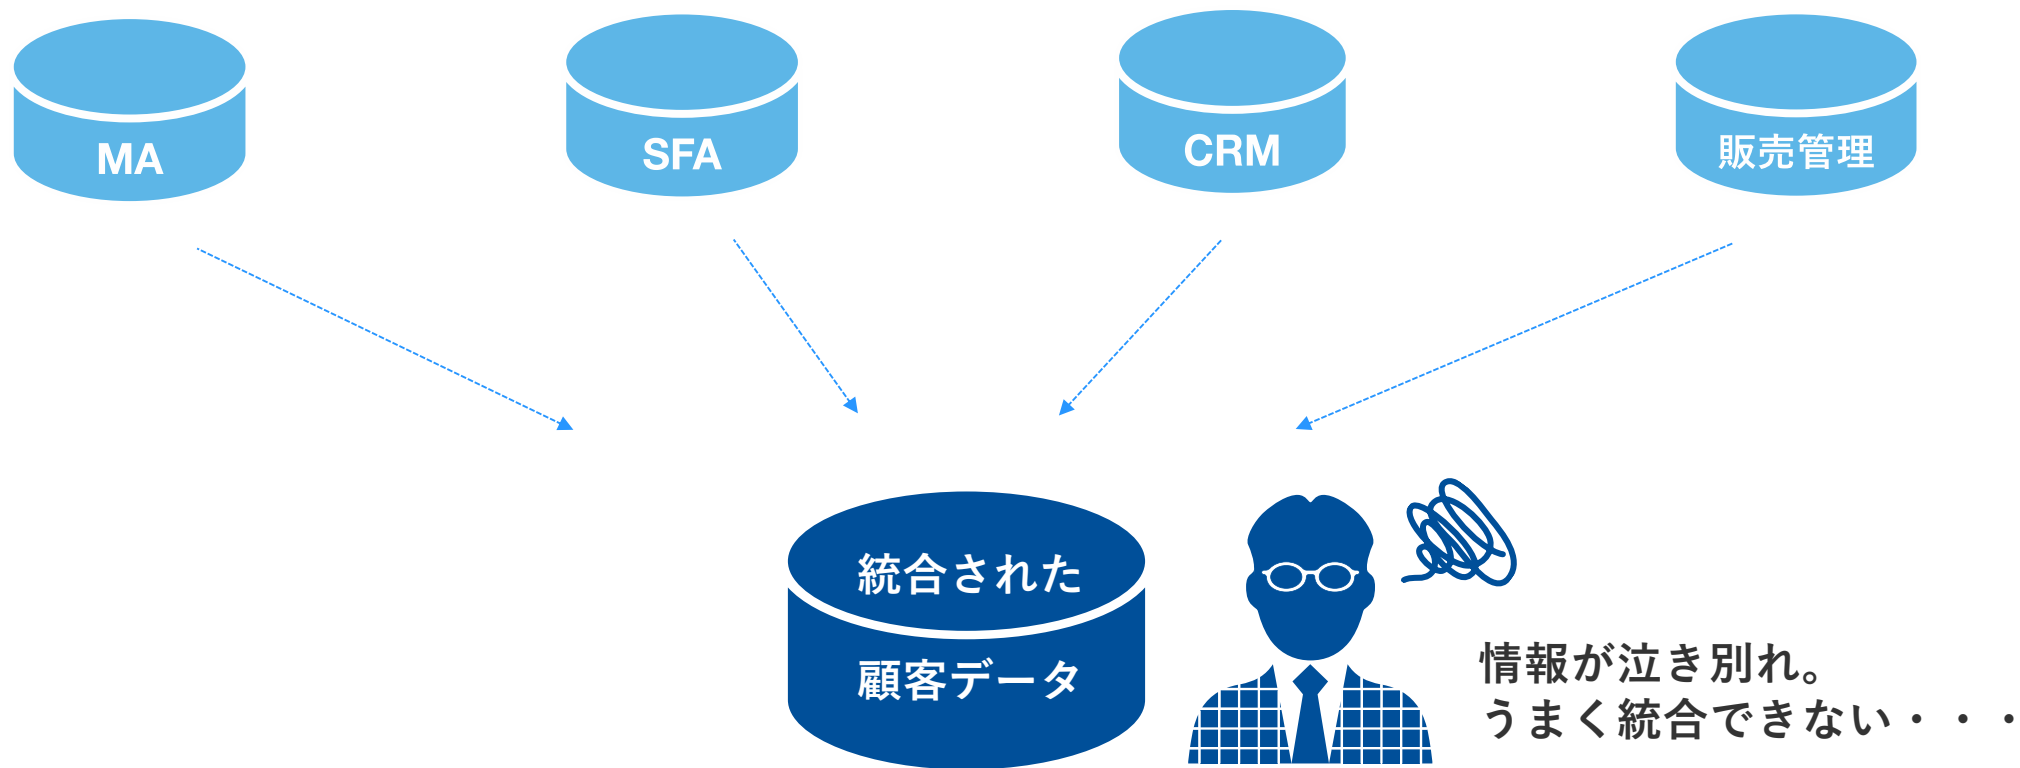 MA
SFA
CRM
販売管理
統合された
顧客データ
情報が泣き別れ。
うまく統合できない・・・